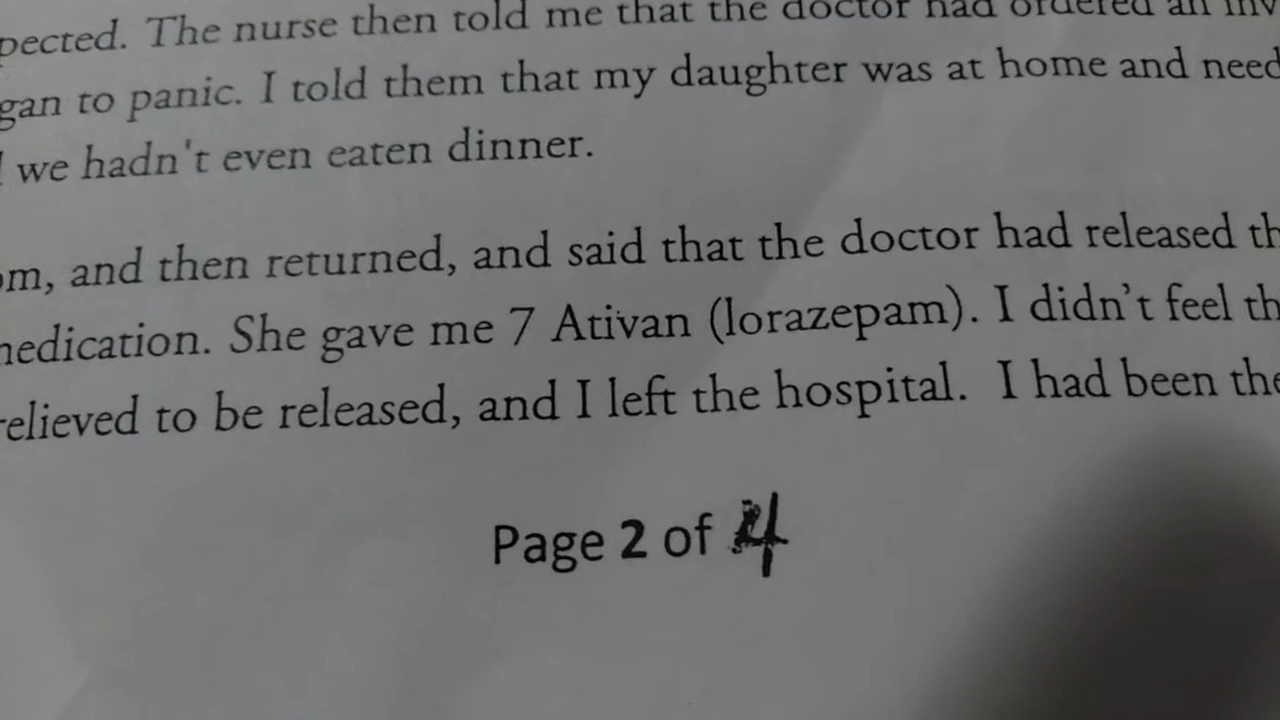 pected. The nurse then told me that the doctor had ordered an inv
gan to panic. I told them that my daughter was at home and need
we hadn't even eaten dinner.
om, and then returned, and said that the doctor had released th
medication. She gave me 7 Ativan (lorazepam). I didn’t feel th
relieved to be released, and I left the hospital. I had been the
Page 2 of 4